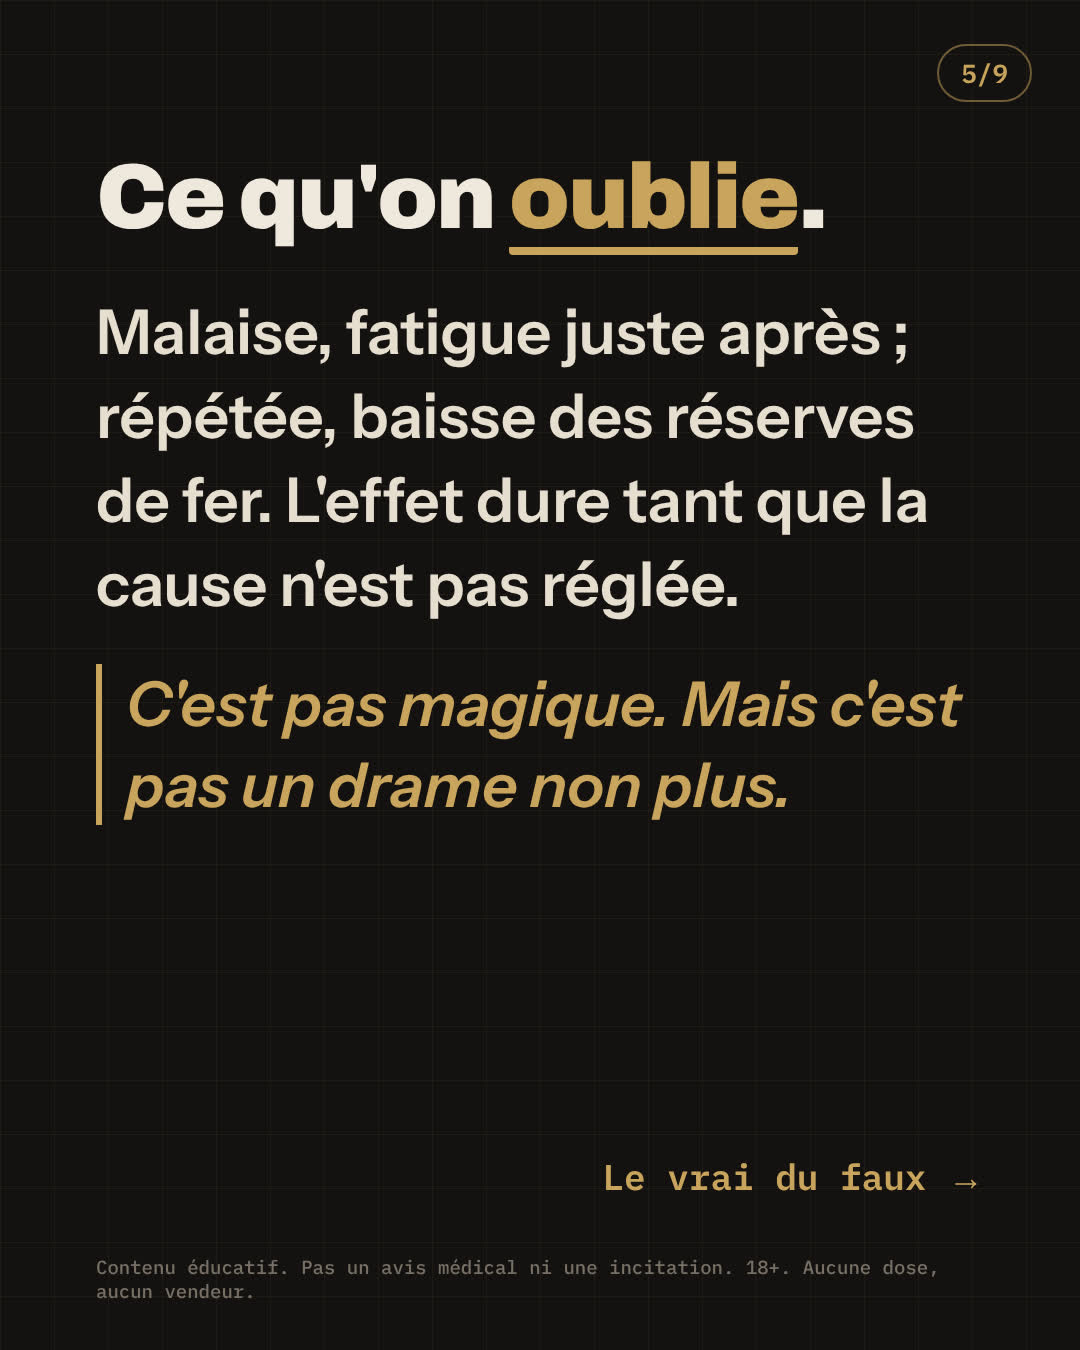 5/9
Ce qu'on oublie.
Malaise, fatigue juste après ;
répétée, baisse des réserves
de fer. L'effet dure tant que la
cause n'est pas réglée.
C'est pas magique. Mais c'est
pas un drame non plus.
Le vrai du faux →
Contenu éducatif. Pas un avis médical ni une incitation. 18+. Aucune dose,
aucun vendeur.